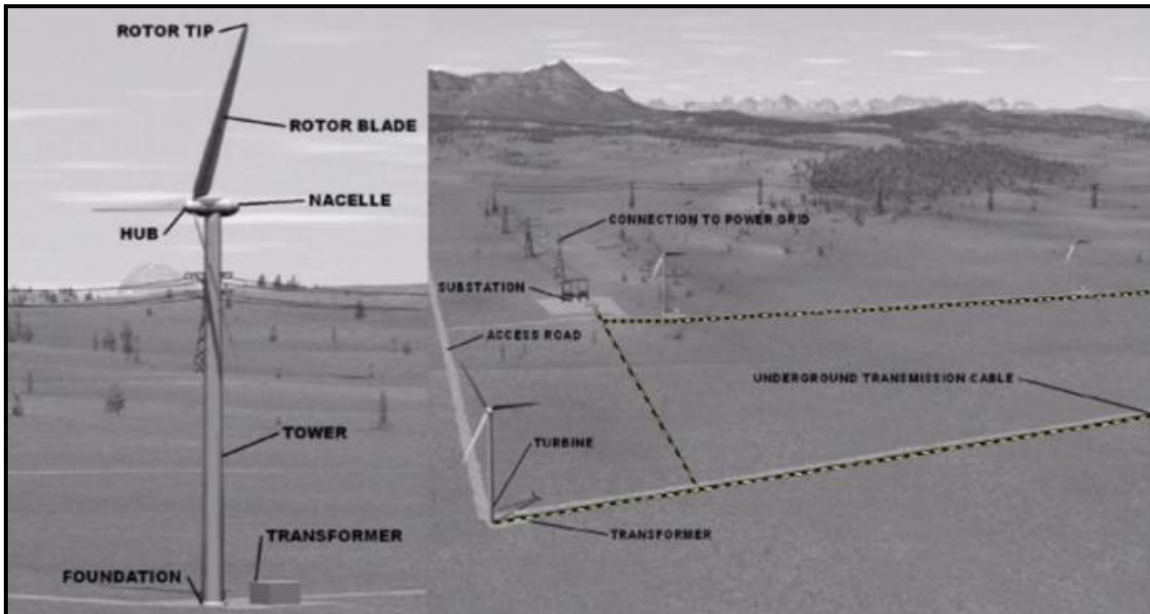 ROTOR TIP
ROTOR BLADE
NACELLE
HUB
TOWER
TRANSFORMER
FOUNDATION
CONNECTION TO POWER GRID
SUBSTATION
ACCESS ROAD
UNDERGROUND TRANSMISSION CABLE
TURBINE
TRANSFORMER